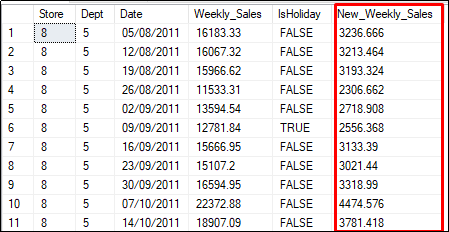 Store Dept Date Weekly_Sales IsHoliday New_Weekly_Sales
1 8 5 05/08/2011 16183.33 FALSE 3236.666
2 8 5 12/08/2011 16067.32 FALSE 3213.464
3 8 5 19/08/2011 15966.62 FALSE 3193.324
4 8 5 26/08/2011 11533.31 FALSE 2306.662
5 8 5 02/09/2011 13594.54 FALSE 2718.908
6 8 5 09/09/2011 12781.84 TRUE 2556.368
7 8 5 16/09/2011 15666.95 FALSE 3133.39
8 8 5 23/09/2011 15107.2 FALSE 3021.44
9 8 5 30/09/2011 16594.95 FALSE 3318.99
10 8 5 07/10/2011 22372.88 FALSE 4474.576
11 8 5 14/10/2011 18907.09 FALSE 3781.418